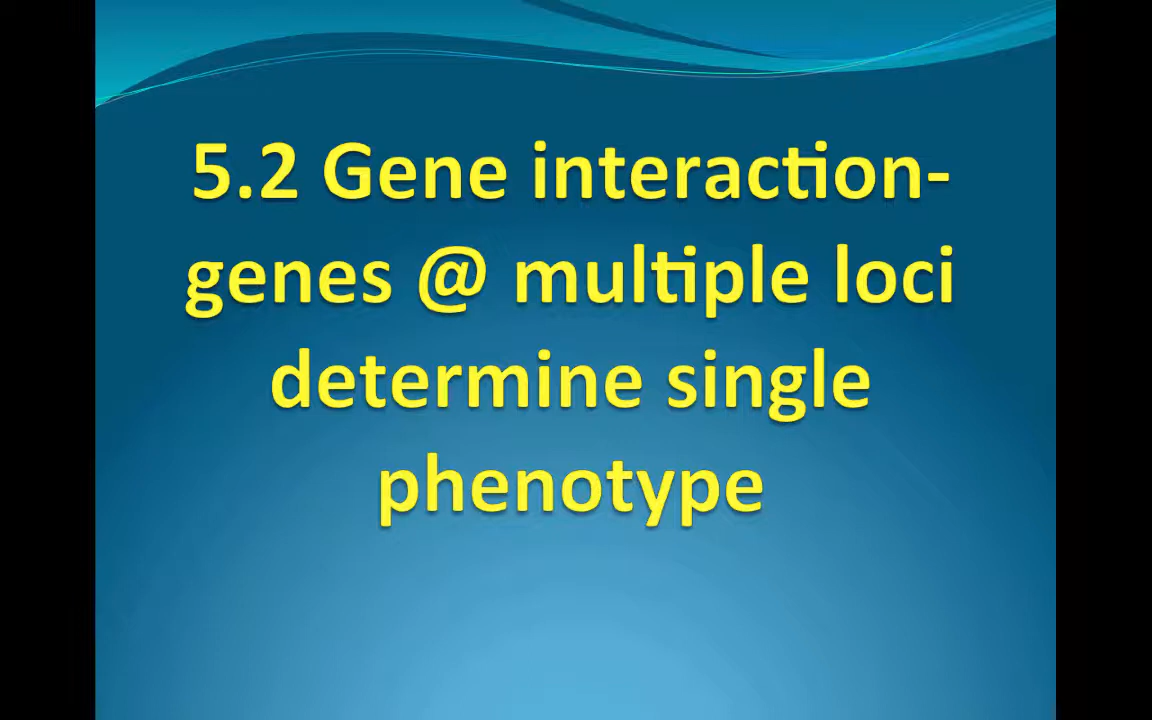 5.2 Gene interaction-
genes @ multiple loci
determine single
phenotype